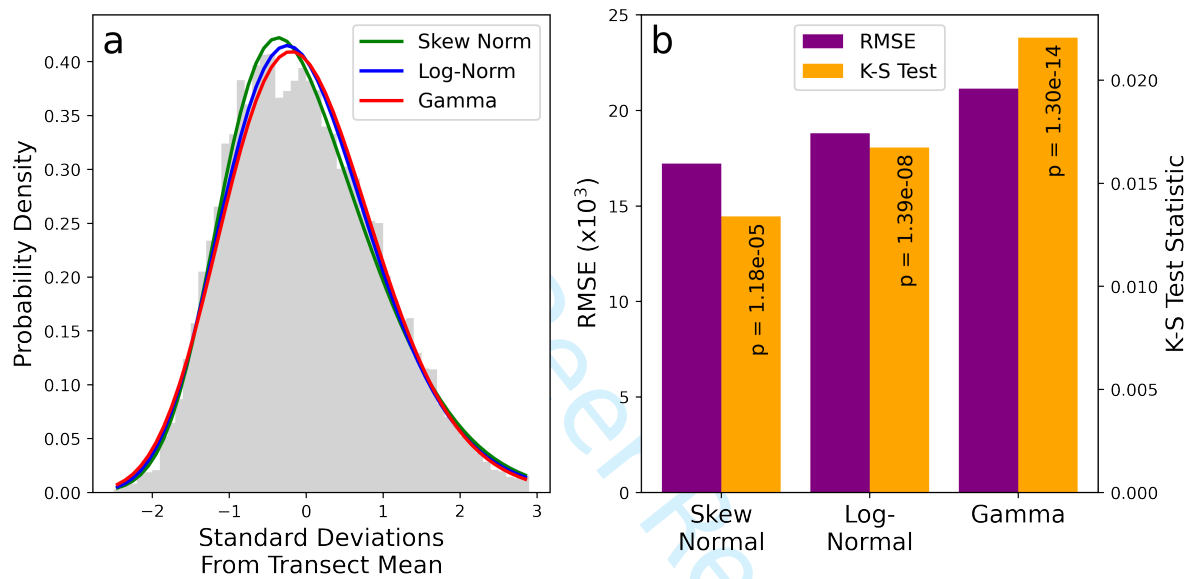 a
Skew Norm
Log-Norm
Gamma
0.40
0.35
0.30
0.25
0.20
0.15
0.10
0.05
0.00
Probability Density
−2
−1
0
1
2
3
Standard Deviations
From Transect Mean
b
RMSE
K-S Test
25
20
15
10
5
0
RMSE (x10³)
p = 1.18e-05
p = 1.39e-08
p = 1.30e-14
0.020
0.015
0.010
0.005
0.000
K-S Test Statistic
Skew
Normal
Log-
Normal
Gamma